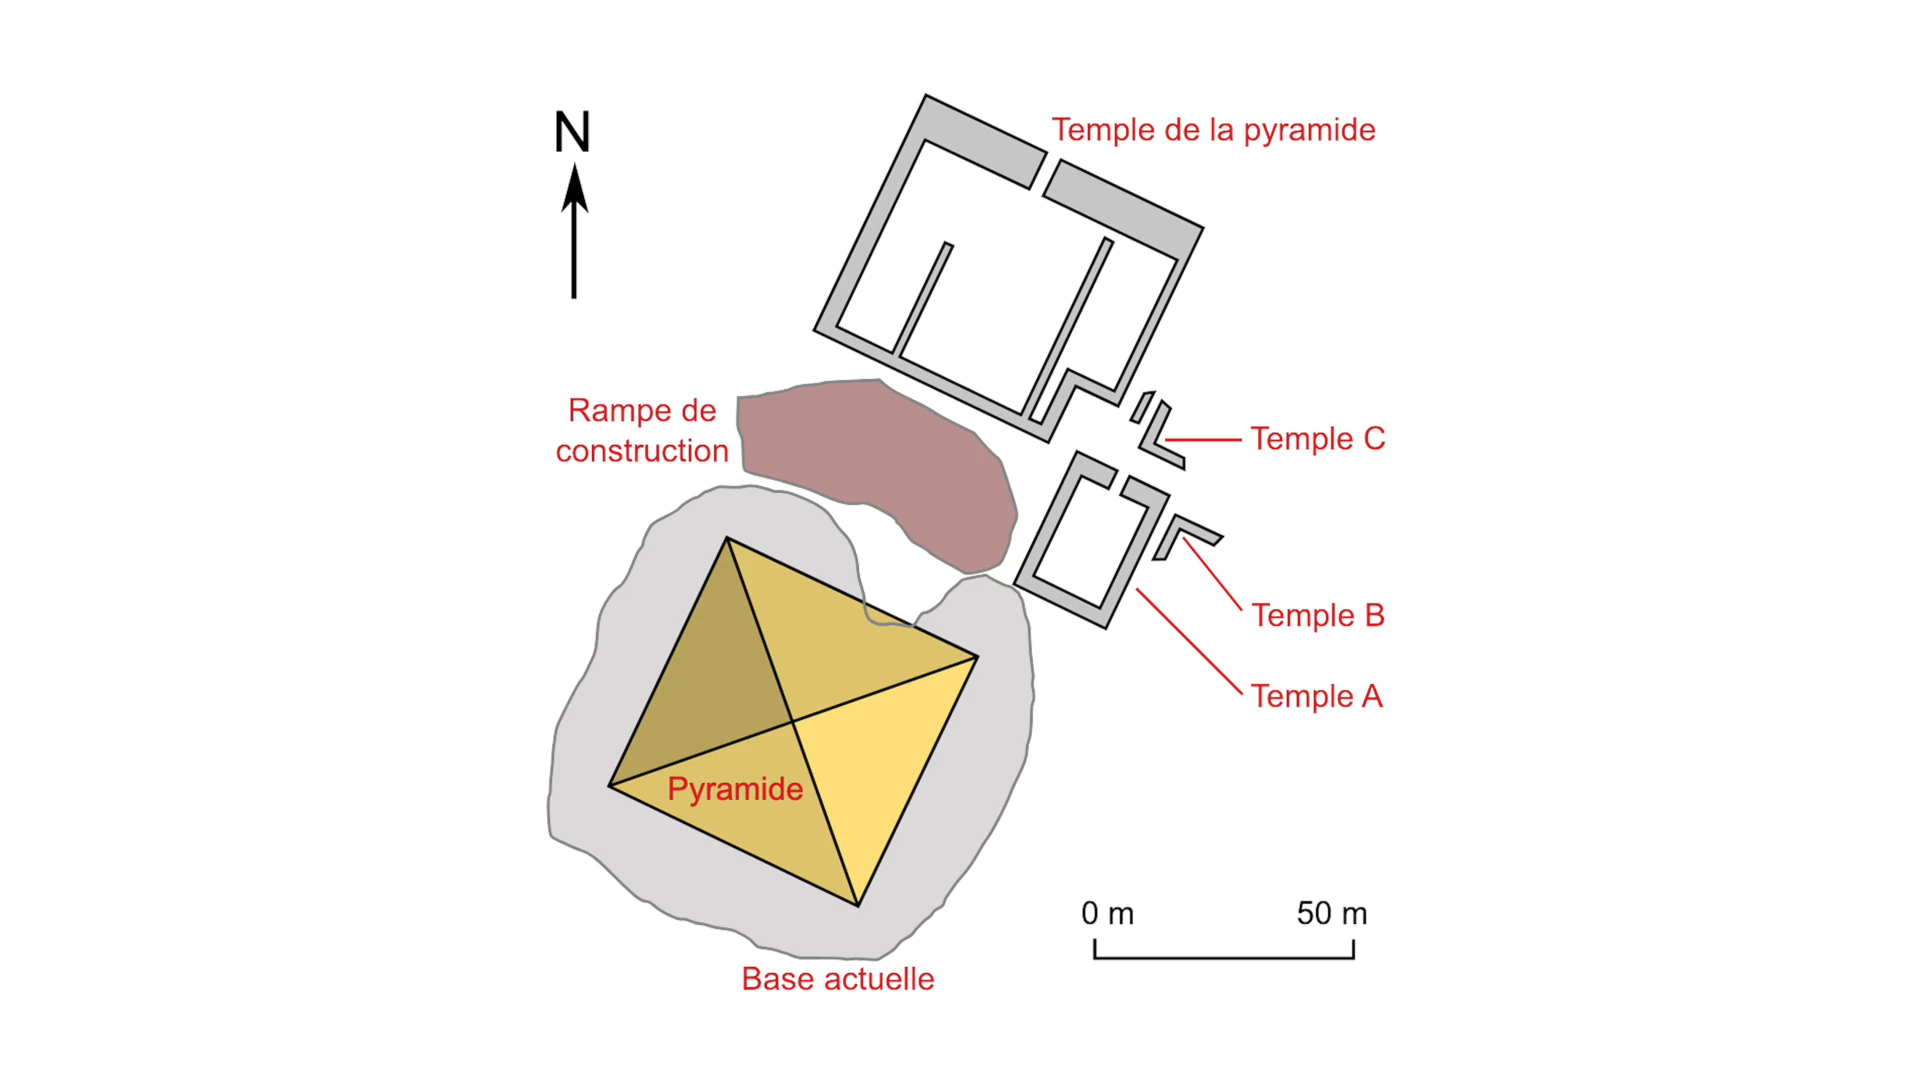 N
Temple de la pyramide
Rampe de
construction
Temple C
Temple B
Temple A
Pyramide
0 m
50 m
Base actuelle